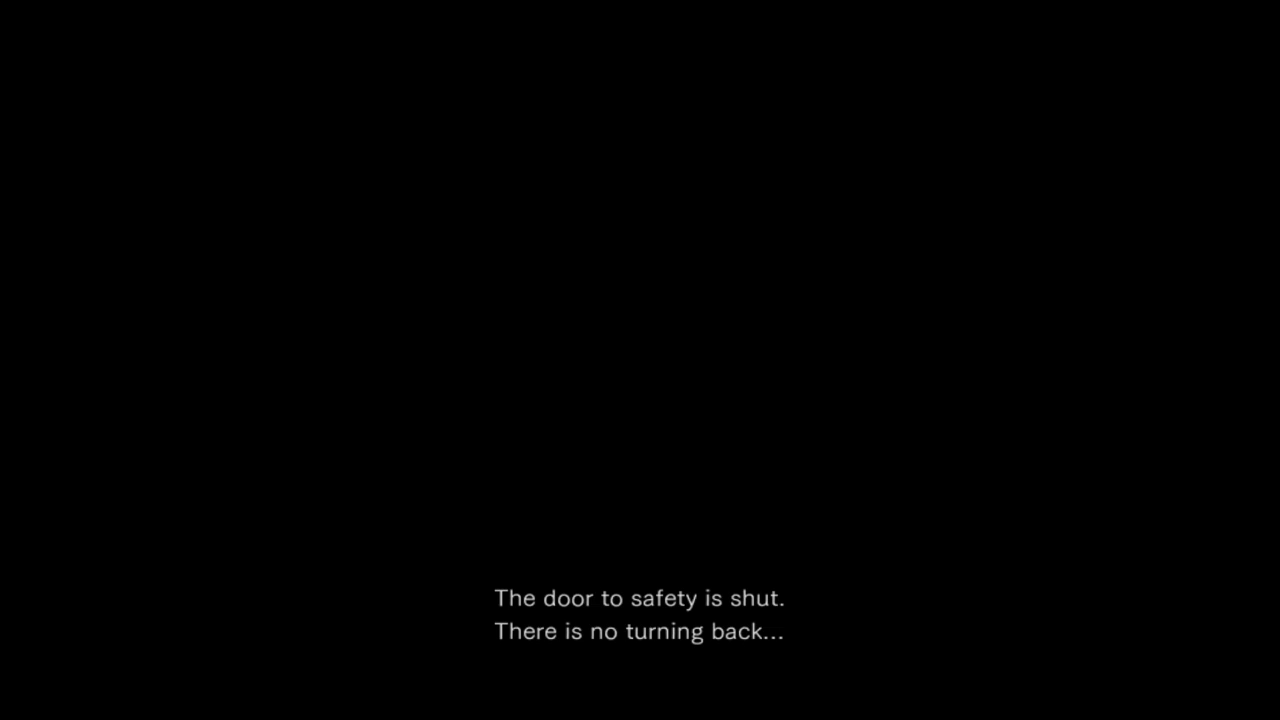 The door to safety is shut.
There is no turning back...